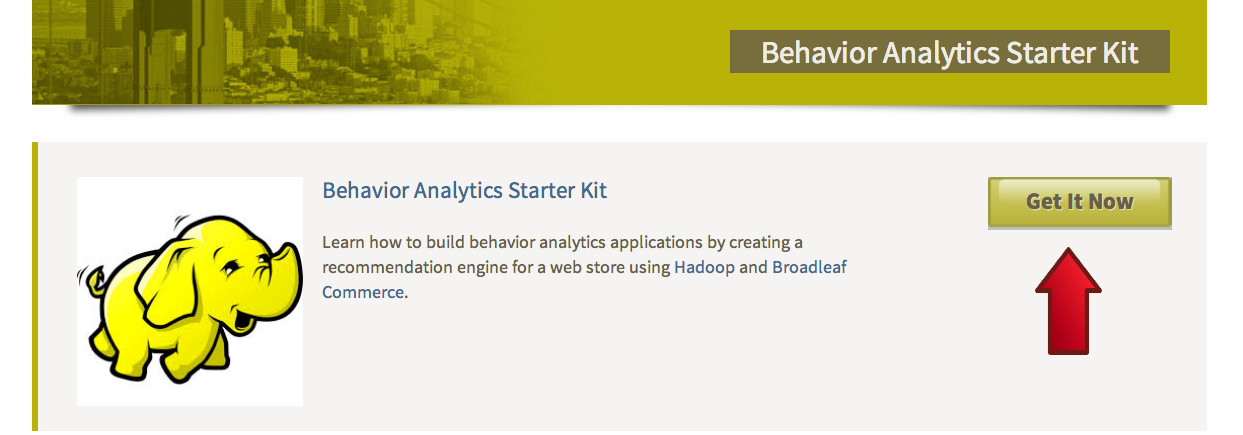 Behavior Analytics Starter Kit
Behavior Analytics Starter Kit
Get It Now
Learn how to build behavior analytics applications by creating a
recommendation engine for a web store using Hadoop and Broadleaf
Commerce.